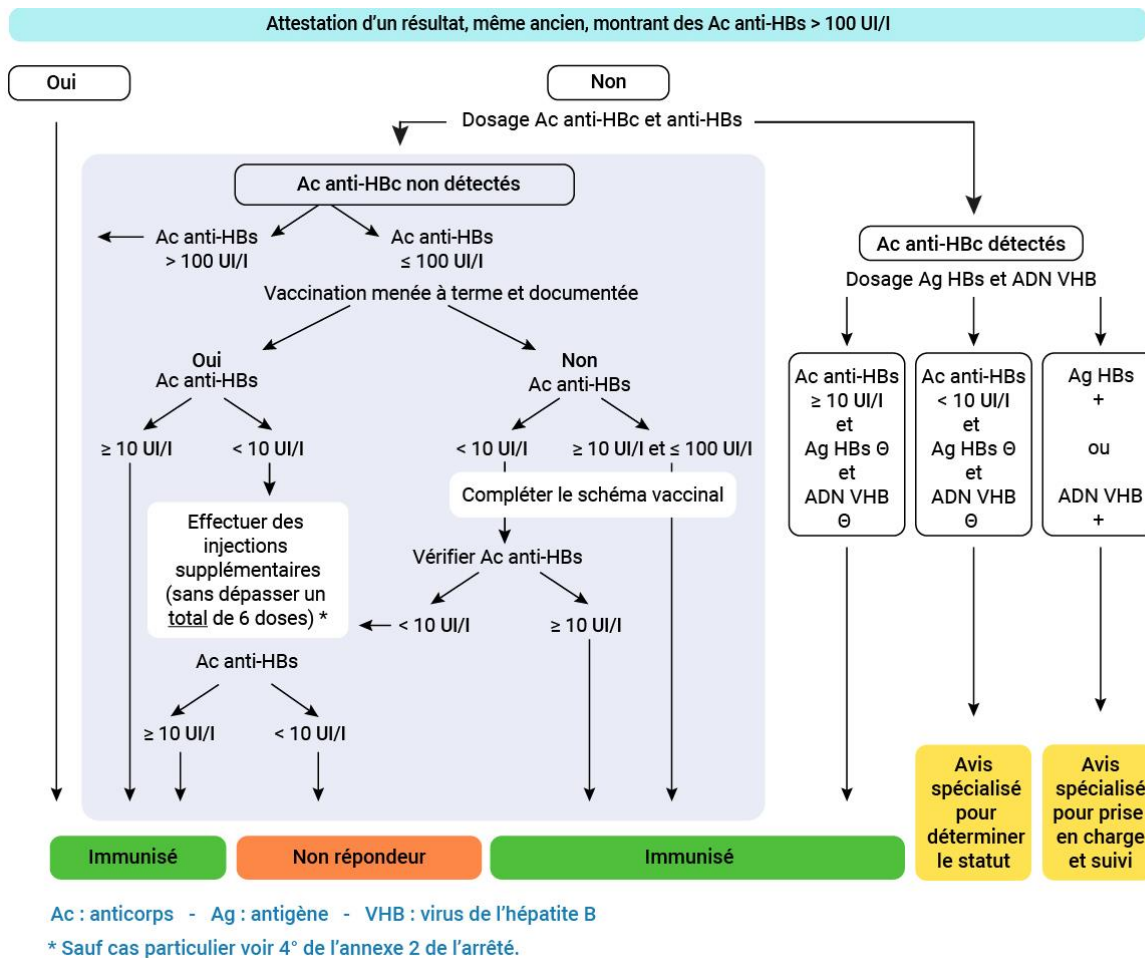 Attestation d’un résultat, même ancien, montrant des Ac anti-HBs > 100 UI/l
Oui
Non
Dosage Ac anti-HBc et anti-HBs
Ac anti-HBc non détectés
Ac anti-HBs
> 100 UI/l
Ac anti-HBs
≤ 100 UI/l
Vaccination menée à terme et documentée
Oui
Ac anti-HBs
≥ 10 UI/l
< 10 UI/l
Effectuer des
injections
supplémentaires
(sans dépasser un
total de 6 doses) *
Ac anti-HBs
≥ 10 UI/l
< 10 UI/l
Non
Ac anti-HBs
< 10 UI/l
≥ 10 UI/l et ≤ 100 UI/l
Compléter le schéma vaccinal
Vérifier Ac anti-HBs
< 10 UI/l
≥ 10 UI/l
Ac anti-HBc détectés
Dosage Ag HBs et ADN VHB
Ac anti-HBs
≥ 10 UI/l
et
Ag HBs Θ
et
ADN VHB
Θ
Ac anti-HBs
< 10 UI/l
et
Ag HBs Θ
et
ADN VHB
Θ
Ag HBs
+
ou
ADN VHB
+
Immunisé
Non répondeur
Immunisé
Avis
spécialisé
pour
déterminer
le statut
Avis
spécialisé
pour prise
en charge
et suivi
Ac : anticorps - Ag : antigène - VHB : virus de l’hépatite B
* Sauf cas particulier voir 4° de l’annexe 2 de l’arrêté.